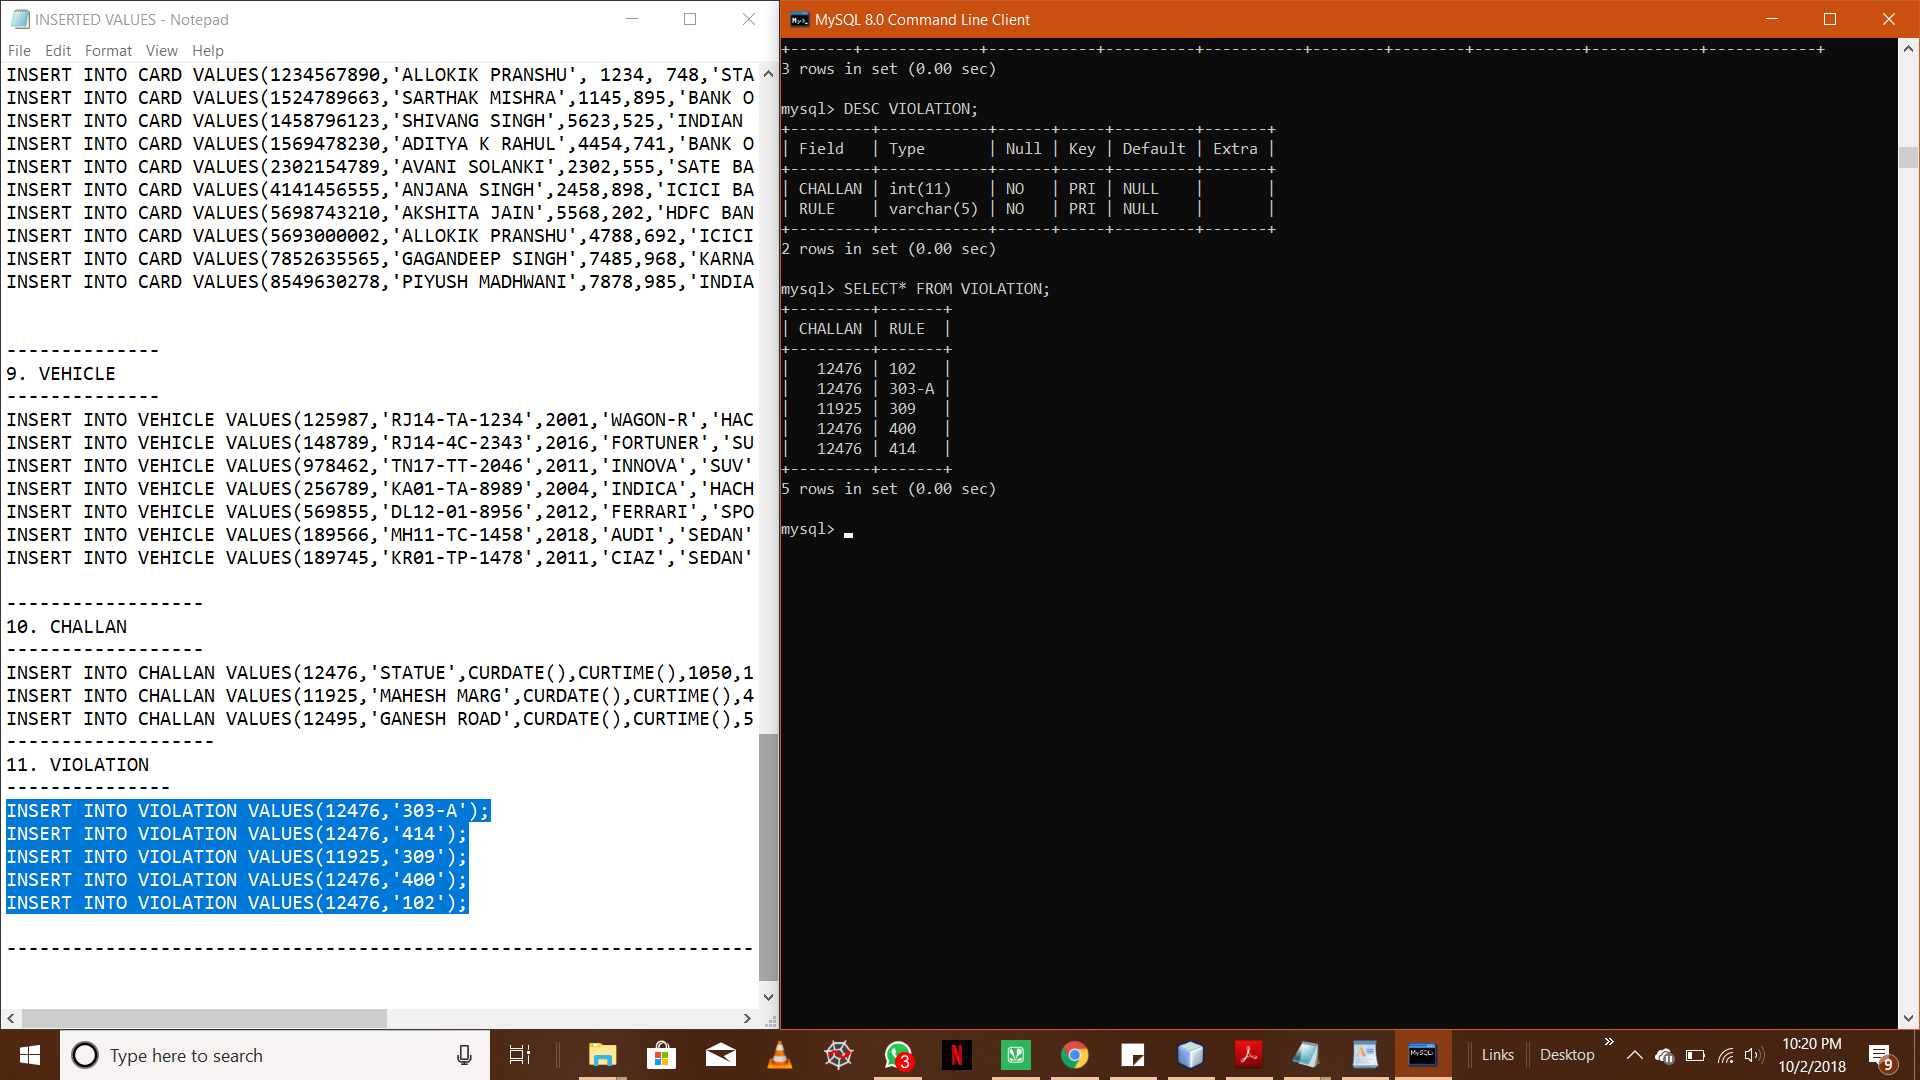 INSERTED VALUES - Notepad
File Edit Format View Help
INSERT INTO CARD VALUES(1234567890,'ALLOKIK PRANSHU', 1234, 748,'STA
INSERT INTO CARD VALUES(1524789663,'SARTHAK MISHRA',1145,895,'BANK O
INSERT INTO CARD VALUES(1458796123,'SHIVANG SINGH',5623,525,'INDIAN
INSERT INTO CARD VALUES(1569478230,'ADITYA K RAHUL',4454,741,'BANK O
INSERT INTO CARD VALUES(2302154789,'AVANI SOLANKI',2302,555,'SATE BA
INSERT INTO CARD VALUES(4141456555,'ANJANA SINGH',2458,898,'ICICI BA
INSERT INTO CARD VALUES(5698743210,'AKSHITA JAIN',5568,202,'HDFC BAN
INSERT INTO CARD VALUES(5693000002,'ALLOKIK PRANSHU',4788,692,'ICICI
INSERT INTO CARD VALUES(7852635565,'GAGANDEEP SINGH',7485,968,'KARNA
INSERT INTO CARD VALUES(8549630278,'PIYUSH MADHWANI',7878,985,'INDIA
--------------
9. VEHICLE
--------------
INSERT INTO VEHICLE VALUES(125987,'RJ14-TA-1234',2001,'WAGON-R','HAC
INSERT INTO VEHICLE VALUES(148789,'RJ14-4C-2343',2016,'FORTUNER','SU
INSERT INTO VEHICLE VALUES(978462,'TN17-TT-2046',2011,'INNOVA','SUV'
INSERT INTO VEHICLE VALUES(256789,'KA01-TA-8989',2004,'INDICA','HACH
INSERT INTO VEHICLE VALUES(569855,'DL12-01-8956',2012,'FERRARI','SPO
INSERT INTO VEHICLE VALUES(189566,'MH11-TC-1458',2018,'AUDI','SEDAN'
INSERT INTO VEHICLE VALUES(189745,'KR01-TP-1478',2011,'CIAZ','SEDAN'
------------------
10. CHALLAN
------------------
INSERT INTO CHALLAN VALUES(12476,'STATUE',CURDATE(),CURTIME(),1050,1
INSERT INTO CHALLAN VALUES(11925,'MAHESH MARG',CURDATE(),CURTIME(),4
INSERT INTO CHALLAN VALUES(12495,'GANESH ROAD',CURDATE(),CURTIME(),5
-------------------
11. VIOLATION
---------------
INSERT INTO VIOLATION VALUES(12476,'303-A');
INSERT INTO VIOLATION VALUES(12476,'414');
INSERT INTO VIOLATION VALUES(11925,'309');
INSERT INTO VIOLATION VALUES(12476,'400');
INSERT INTO VIOLATION VALUES(12476,'102');
--------------------------------------------------------------------
MySQL 8.0 Command Line Client
+-------+-------------+------------+----------+-----------+--------+--------+------------+------------+------------+
3 rows in set (0.00 sec)
mysql> DESC VIOLATION;
+---------+------------+------+-----+---------+-------+
| Field   | Type       | Null | Key | Default | Extra |
+---------+------------+------+-----+---------+-------+
| CHALLAN | int(11)    | NO   | PRI | NULL    |       |
| RULE    | varchar(5) | NO   | PRI | NULL    |       |
+---------+------------+------+-----+---------+-------+
2 rows in set (0.00 sec)
mysql> SELECT* FROM VIOLATION;
+---------+-------+
| CHALLAN | RULE  |
+---------+-------+
|   12476 | 102   |
|   12476 | 303-A |
|   11925 | 309   |
|   12476 | 400   |
|   12476 | 414   |
+---------+-------+
5 rows in set (0.00 sec)
mysql>
Type here to search
3
N
MySQL
Links
Desktop
10:20 PM
10/2/2018
9